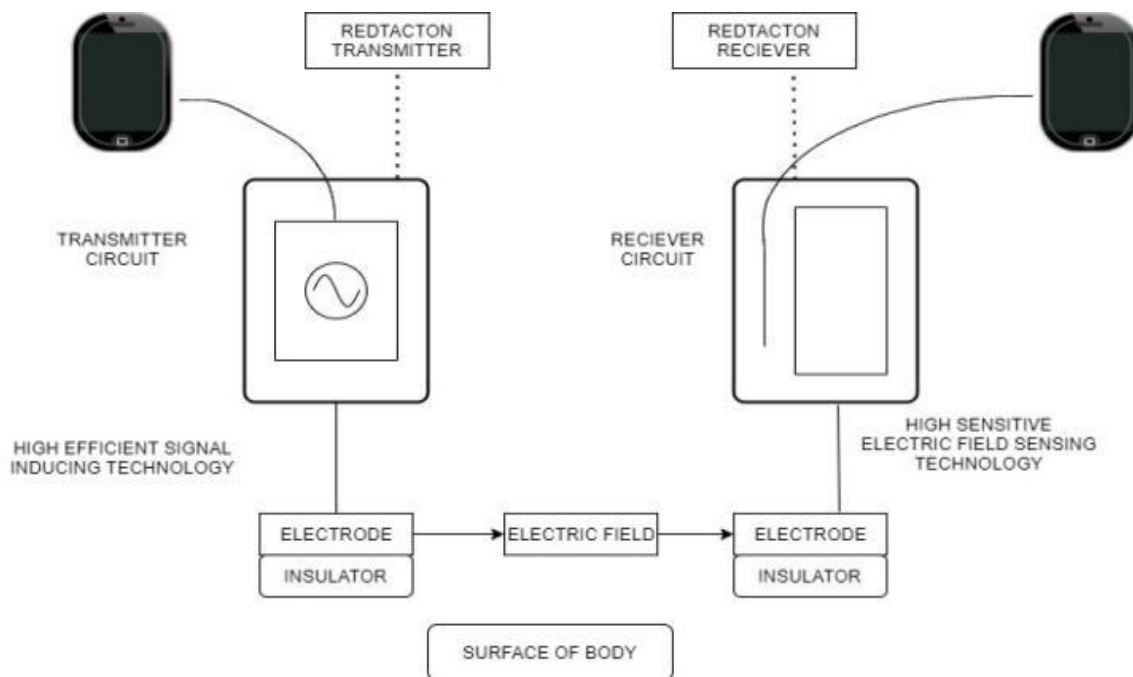 REDTACTON
TRANSMITTER
REDTACTON
RECIEVER
TRANSMITTER
CIRCUIT
RECIEVER
CIRCUIT
HIGH EFFICIENT SIGNAL
INDUCING TECHNOLOGY
HIGH SENSITIVE
ELECTRIC FIELD SENSING
TECHNOLOGY
ELECTRODE
ELECTRIC FIELD
ELECTRODE
INSULATOR
INSULATOR
SURFACE OF BODY